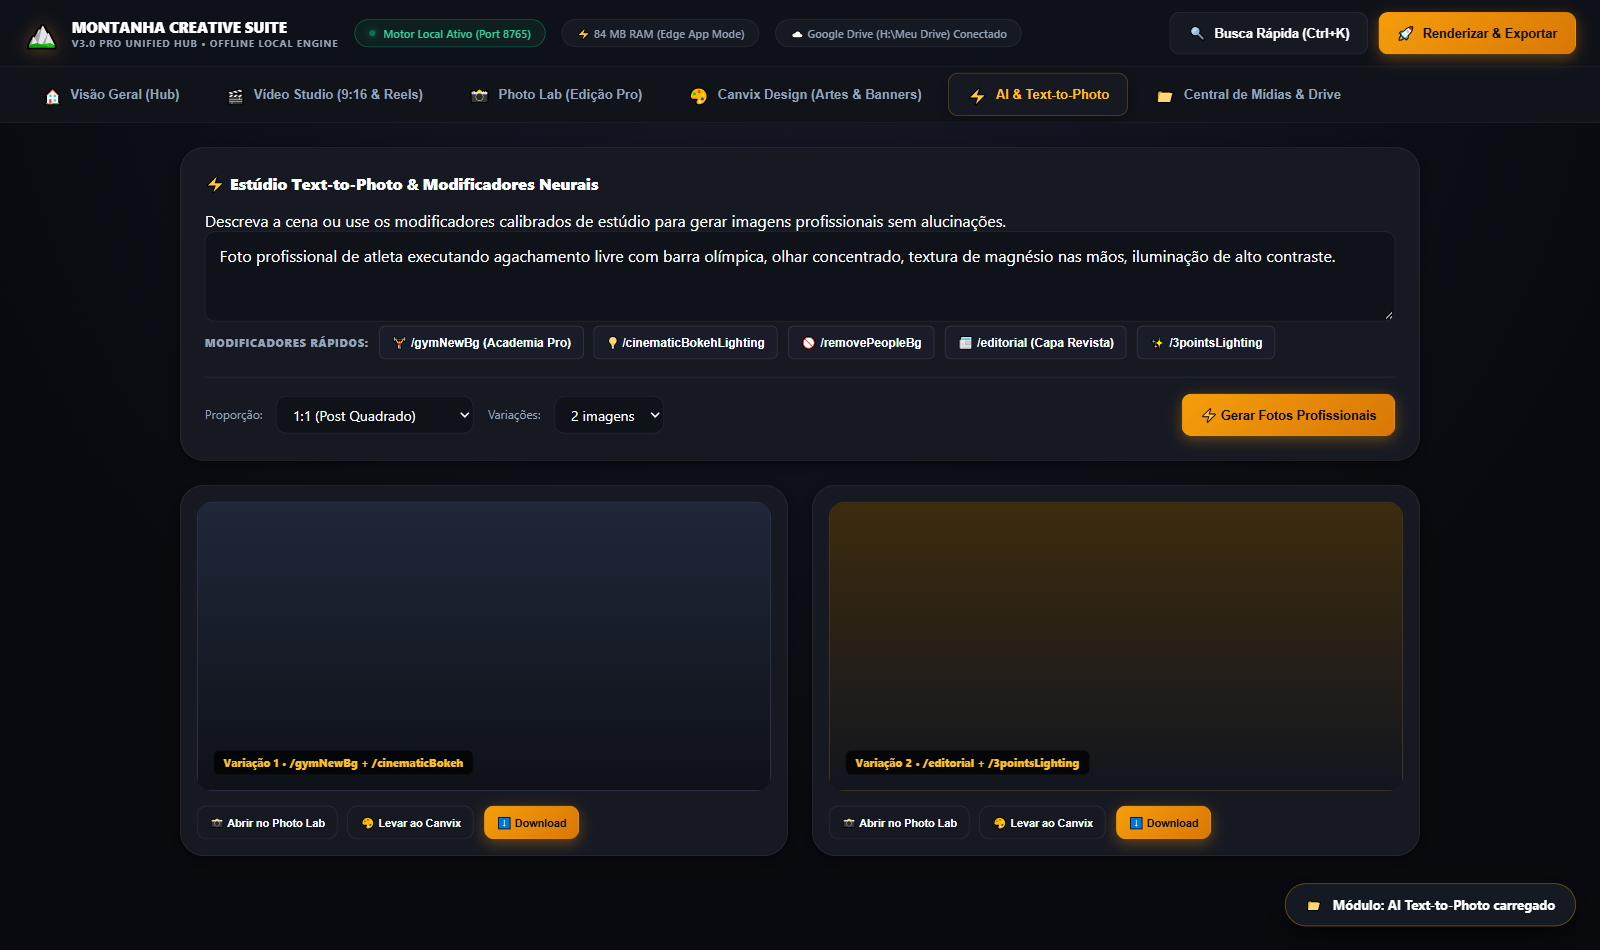 MONTANHA CREATIVE SUITE
V3.0 PRO UNIFIED HUB • OFFLINE LOCAL ENGINE
Motor Local Ativo (Port 8765)
84 MB RAM (Edge App Mode)
Google Drive (H:\Meu Drive) Conectado
Busca Rápida (Ctrl+K)
Renderizar & Exportar
Visão Geral (Hub)
Vídeo Studio (9:16 & Reels)
Photo Lab (Edição Pro)
Canvix Design (Artes & Banners)
AI & Text-to-Photo
Central de Mídias & Drive
Estúdio Text-to-Photo & Modificadores Neurais
Descreva a cena ou use os modificadores calibrados de estúdio para gerar imagens profissionais sem alucinações.
Foto profissional de atleta executando agachamento livre com barra olímpica, olhar concentrado, textura de magnésio nas mãos, iluminação de alto contraste.
MODIFICADORES RÁPIDOS:
/gymNewBg (Academia Pro)
/cinematicBokehLighting
/removePeopleBg
/editorial (Capa Revista)
/3pointsLighting
Proporção:
1:1 (Post Quadrado)
Variações:
2 imagens
Gerar Fotos Profissionais
Variação 1 • /gymNewBg + /cinematicBokeh
Abrir no Photo Lab
Levar ao Canvix
Download
Variação 2 • /editorial + /3pointsLighting
Abrir no Photo Lab
Levar ao Canvix
Download
Módulo: AI Text-to-Photo carregado